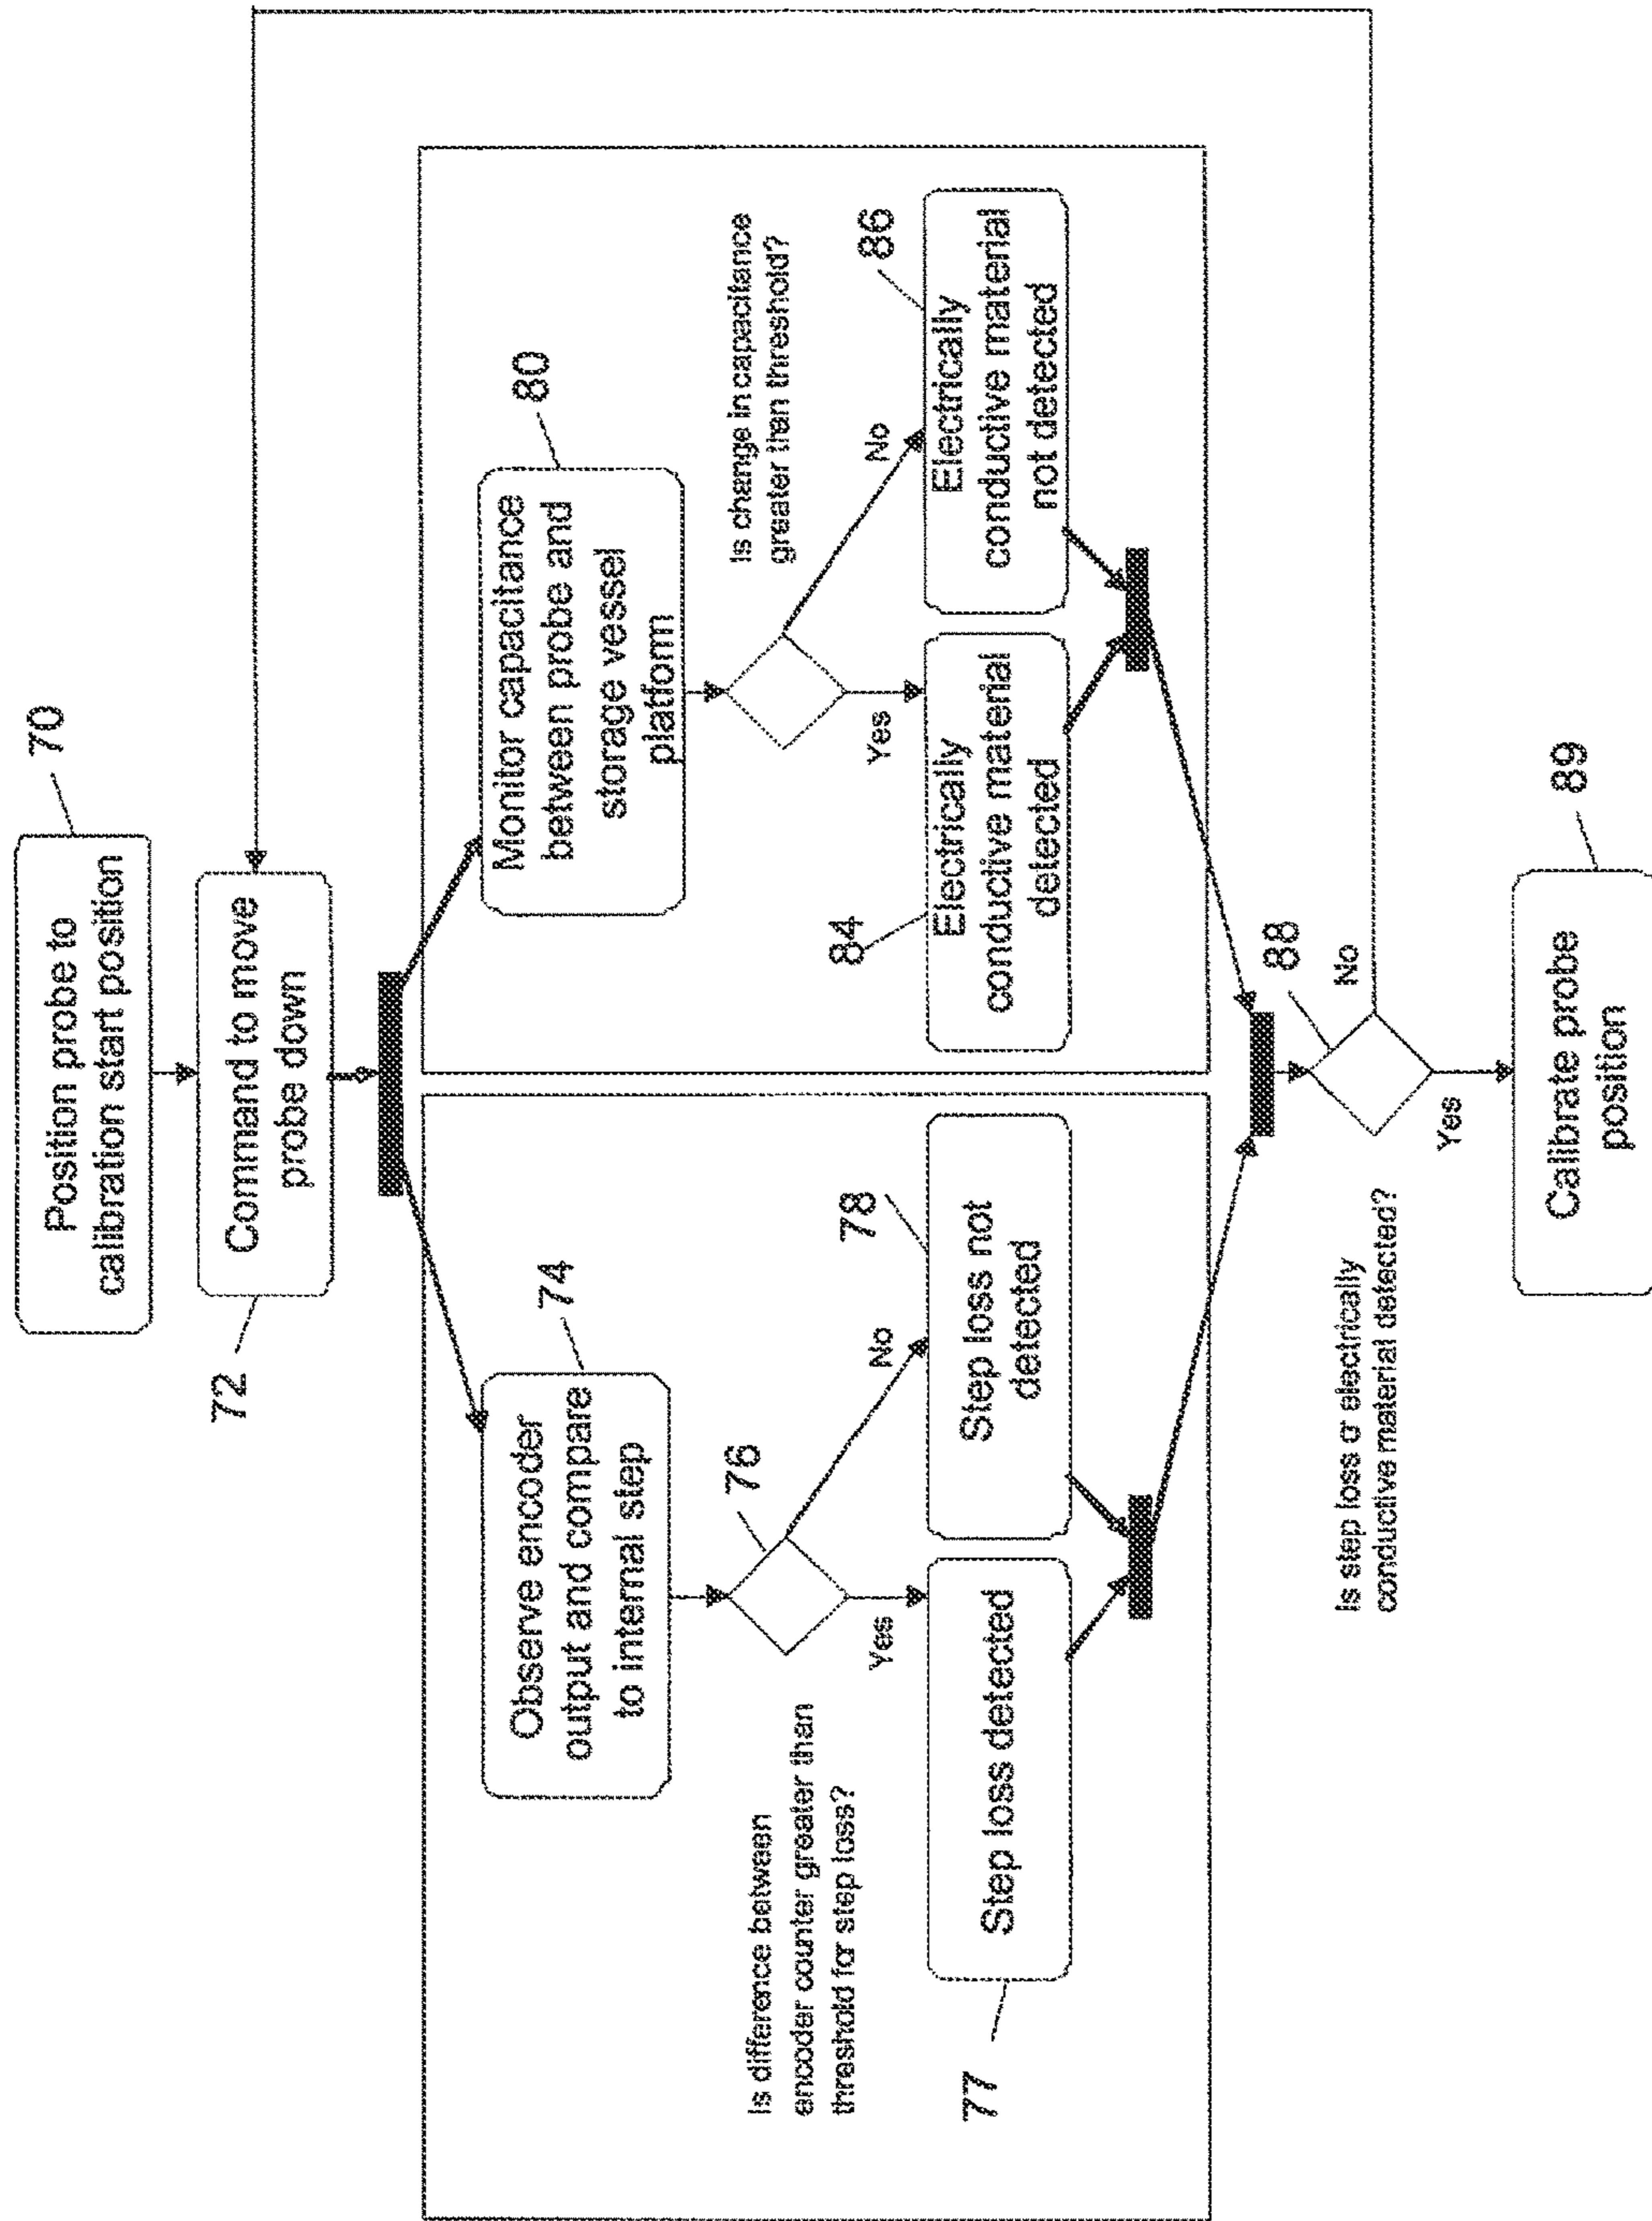 70
Position probe to
calibration start position
72
Command to move
probe down
74
Observe encoder
output and compare
to internal step
76
Is difference between
encoder counter greater than
threshold for step loss?
Yes
No
77
Step loss detected
78
Step loss not
detected
80
Monitor capacitance
between probe and
storage vessel
platform
Is change in capacitance
greater than threshold?
Yes
No
84
Electrically
conductive material
detected
86
Electrically
conductive material
not detected
88
Is step loss or electrically
conductive material detected?
No
Yes
89
Calibrate probe
position